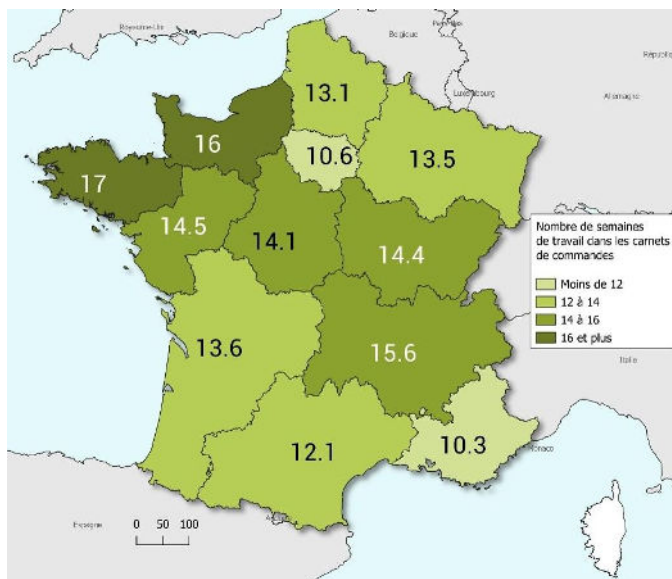 Royaume-Uni
Belgique
Luxembourg
Allemagne
13.1
16
10.6
13.5
17
14.5
14.1
14.4
Nombre de semaines
de travail dans les carnets
de commandes
Moins de 12
12 à 14
14 à 16
16 et plus
13.6
15.6
Italie
12.1
10.3
Monaco
Espagne
0 50 100